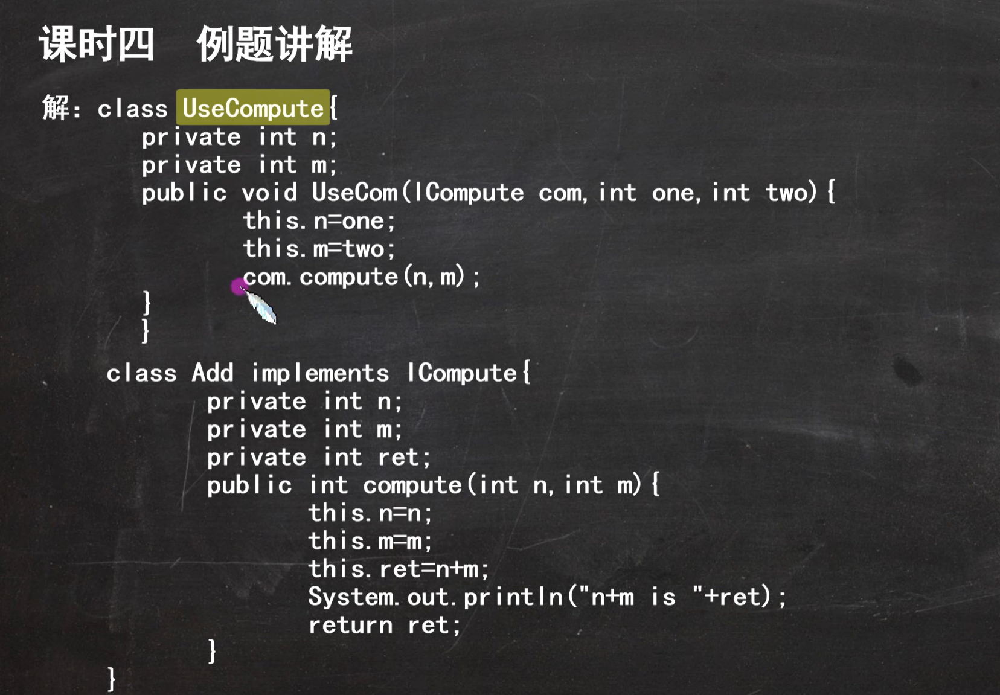 课时四 例题讲解
解：class UseCompute{
private int n;
private int m;
public void UseCom(ICompute com,int one,int two){
this.n=one;
this.m=two;
com.compute(n,m);
}
}
class Add implements ICompute{
private int n;
private int m;
private int ret;
public int compute(int n,int m){
this.n=n;
this.m=m;
this.ret=n+m;
System.out.println("n+m is "+ret);
return ret;
}
}